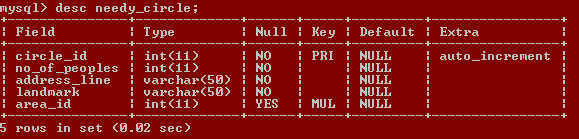 mysql> desc needy_circle;
+---------------+-------------+------+-----+---------+----------------+
| Field         | Type        | Null | Key | Default | Extra          |
+---------------+-------------+------+-----+---------+----------------+
| circle_id     | int(11)     | NO   | PRI | NULL    | auto_increment |
| no_of_peoples | int(11)     | NO   |     | NULL    |                |
| address_line  | varchar(50) | NO   |     | NULL    |                |
| landmark      | varchar(50) | NO   |     | NULL    |                |
| area_id       | int(11)     | YES  | MUL | NULL    |                |
+---------------+-------------+------+-----+---------+----------------+
5 rows in set (0.02 sec)